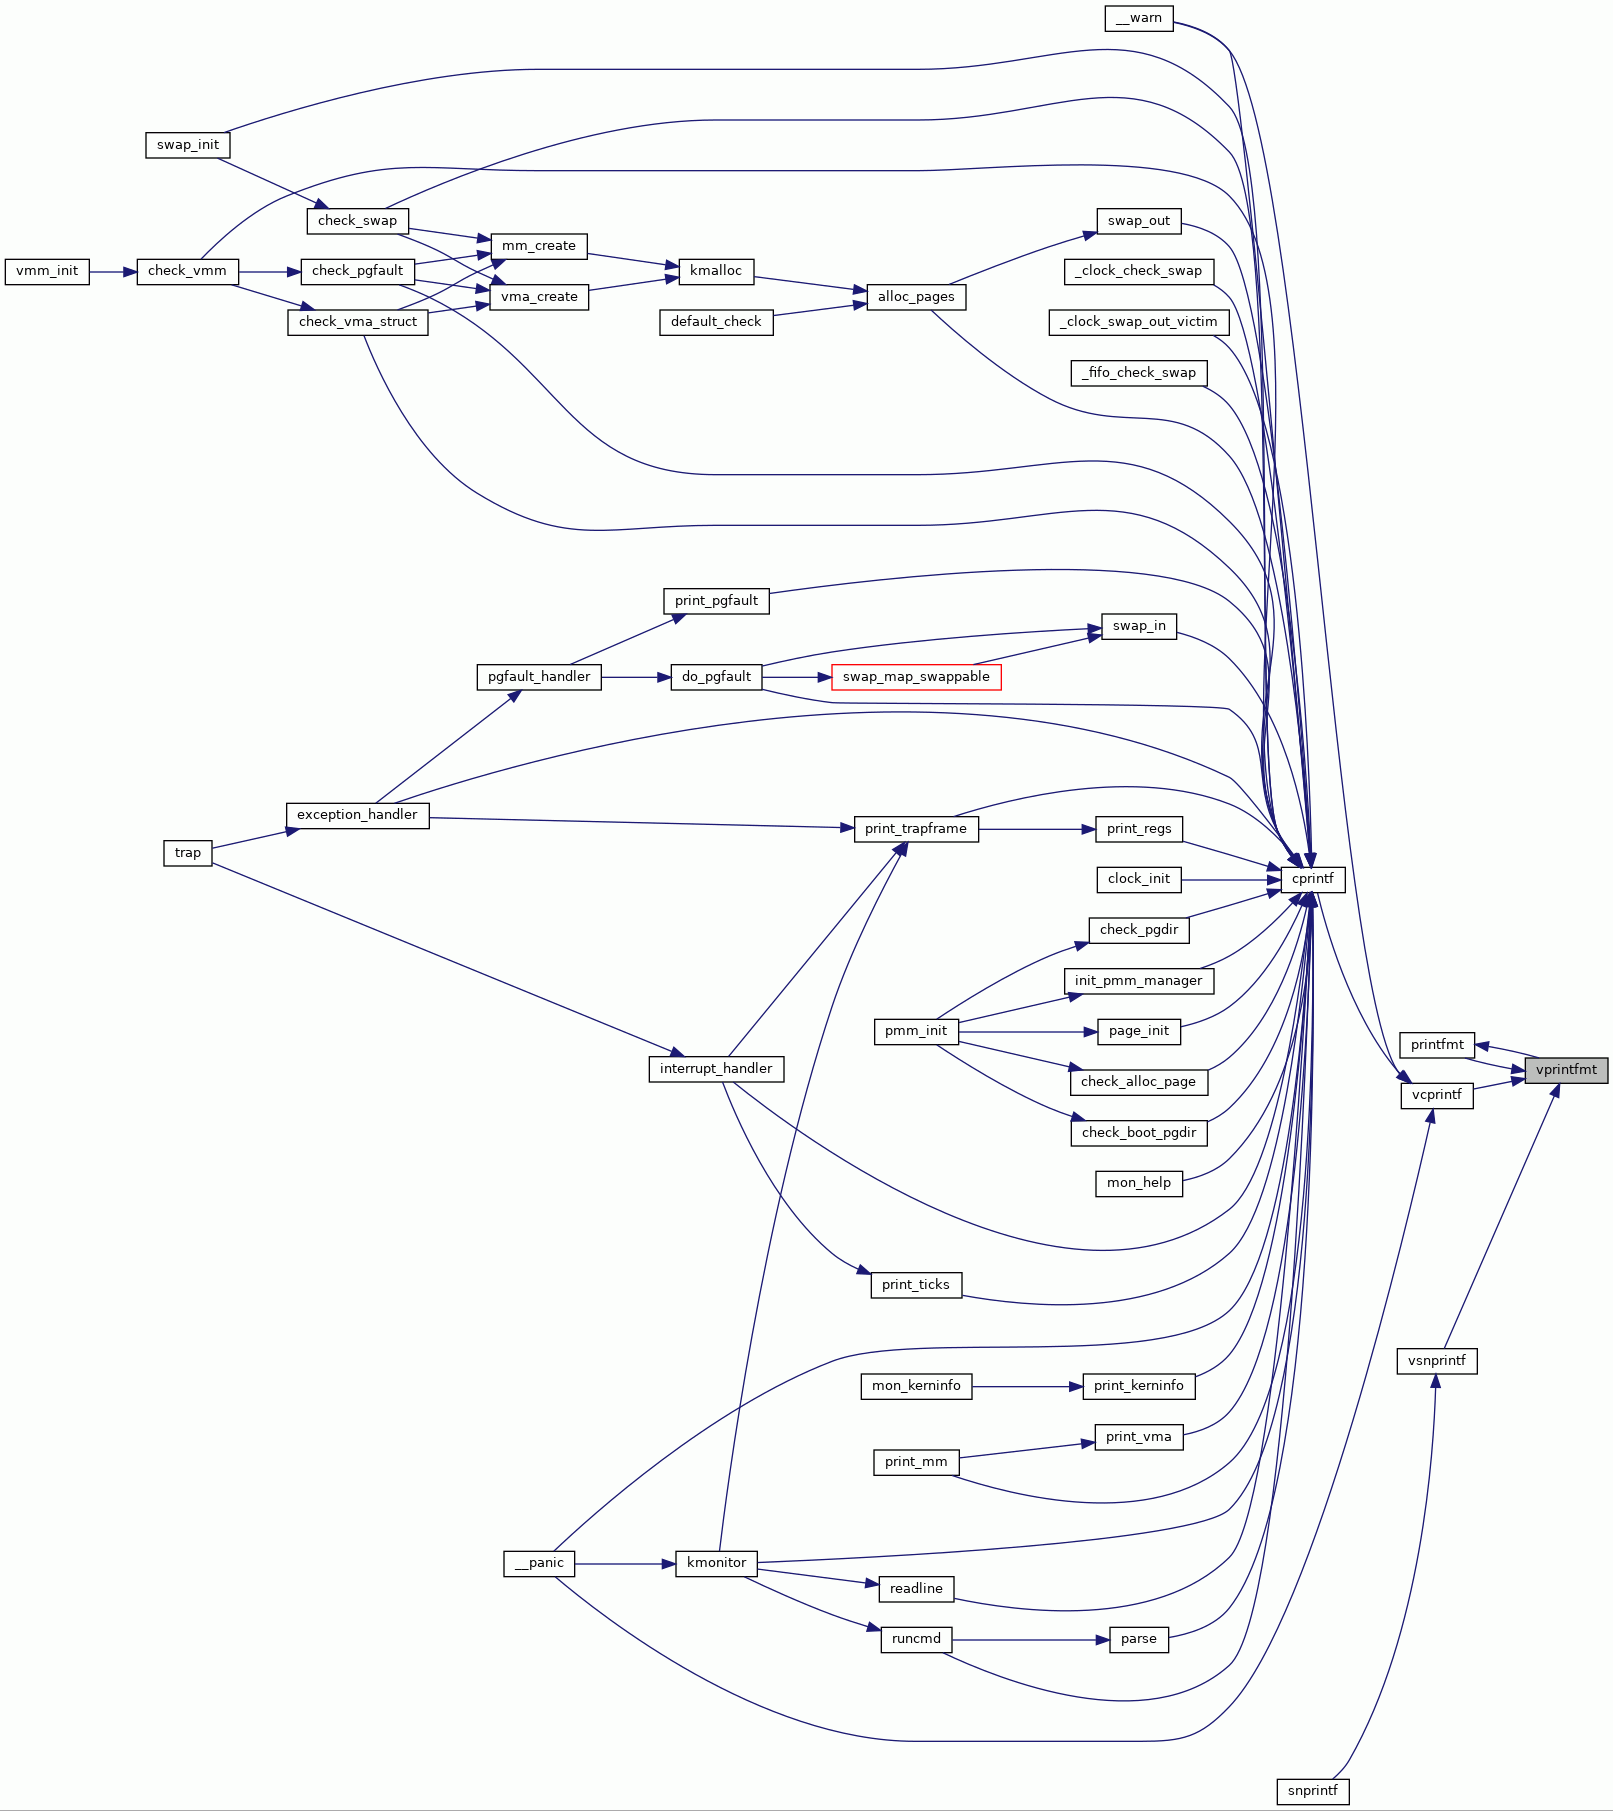 __warn
swap_init
check_swap
swap_out
mm_create
vmm_init
check_vmm
check_pgfault
kmalloc
_clock_check_swap
vma_create
alloc_pages
check_vma_struct
default_check
_clock_swap_out_victim
_fifo_check_swap
print_pgfault
swap_in
pgfault_handler
do_pgfault
swap_map_swappable
exception_handler
print_trapframe
print_regs
trap
clock_init
cprintf
check_pgdir
init_pmm_manager
pmm_init
page_init
printfmt
vprintfmt
interrupt_handler
check_alloc_page
vcprintf
check_boot_pgdir
mon_help
print_ticks
vsnprintf
mon_kerninfo
print_kerninfo
print_vma
print_mm
__panic
kmonitor
readline
runcmd
parse
snprintf